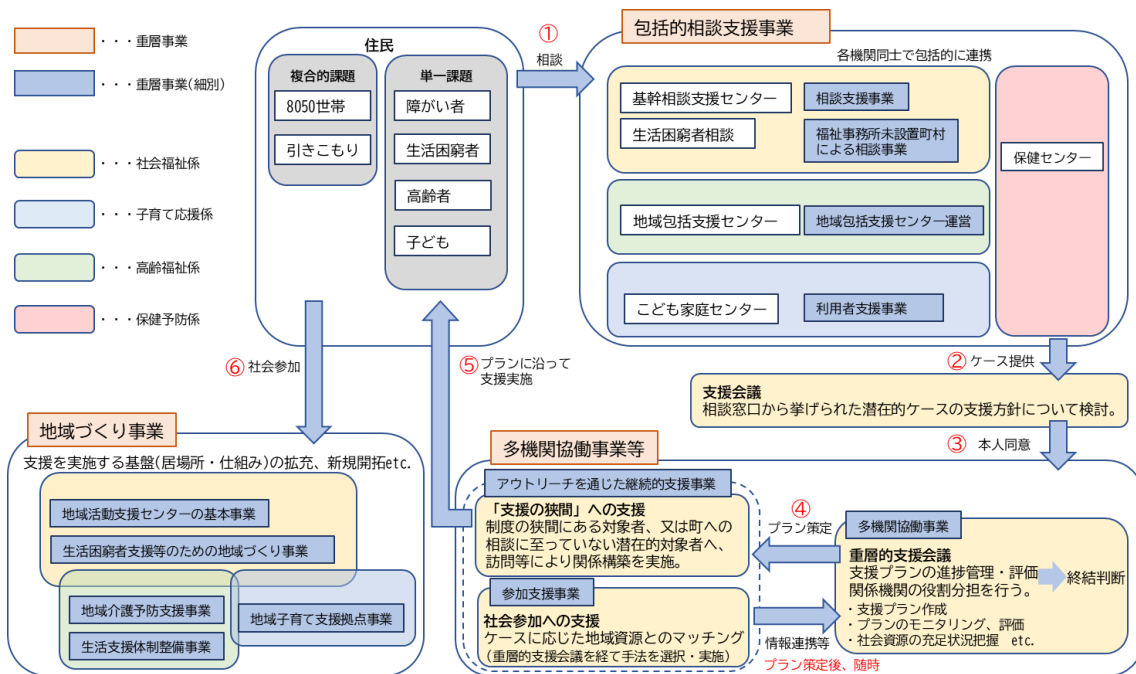 ・・・重層事業
・・・重層事業(細別)
・・・社会福祉係
・・・子育て応援係
・・・高齢福祉係
・・・保健予防係
住民
複合的課題
8050世帯
引きこもり
単一課題
障がい者
生活困窮者
高齢者
子ども
①
相談
包括的相談支援事業
各機関同士で包括的に連携
基幹相談支援センター
相談支援事業
生活困窮者相談
福祉事務所未設置町村
による相談事業
保健センター
地域包括支援センター
地域包括支援センター運営
こども家庭センター
利用者支援事業
②ケース提供
支援会議
相談窓口から挙げられた潜在的ケースの支援方針について検討。
③ 本人同意
多機関協働事業等
アウトリーチを通じた継続的支援事業
「支援の狭間」への支援
制度の狭間にある対象者、又は町への
相談に至っていない潜在的対象者へ、
訪問等により関係構築を実施。
参加支援事業
社会参加への支援
ケースに応じた地域資源とのマッチング
(重層的支援会議を経て手法を選択・実施)
④
プラン策定
多機関協働事業
重層的支援会議
支援プランの進捗管理・評価
関係機関の役割分担を行う。
・支援プラン作成
・プランのモニタリング、評価
・社会資源の充足状況把握 etc.
終結判断
情報連携等
プラン策定後、随時
⑤プランに沿って
支援実施
⑥社会参加
地域づくり事業
支援を実施する基盤(居場所・仕組み)の拡充、新規開拓etc.
地域活動支援センターの基本事業
生活困窮者支援等のための地域づくり事業
地域介護予防支援事業
地域子育て支援拠点事業
生活支援体制整備事業